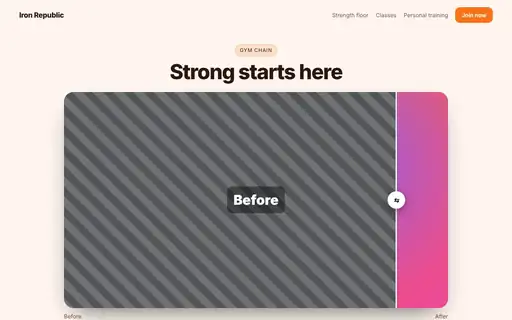 Iron Republic
Strength floor
Classes
Personal training
Join now
GYM CHAIN
Strong starts here
Before
Before
After